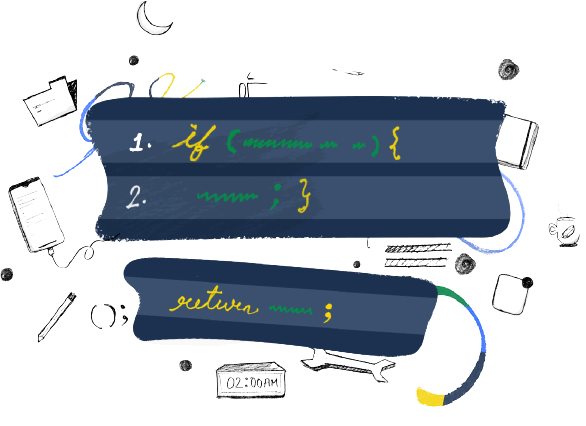 1. if ( ) {
2. ; }
return ;
() ;
02:00AM